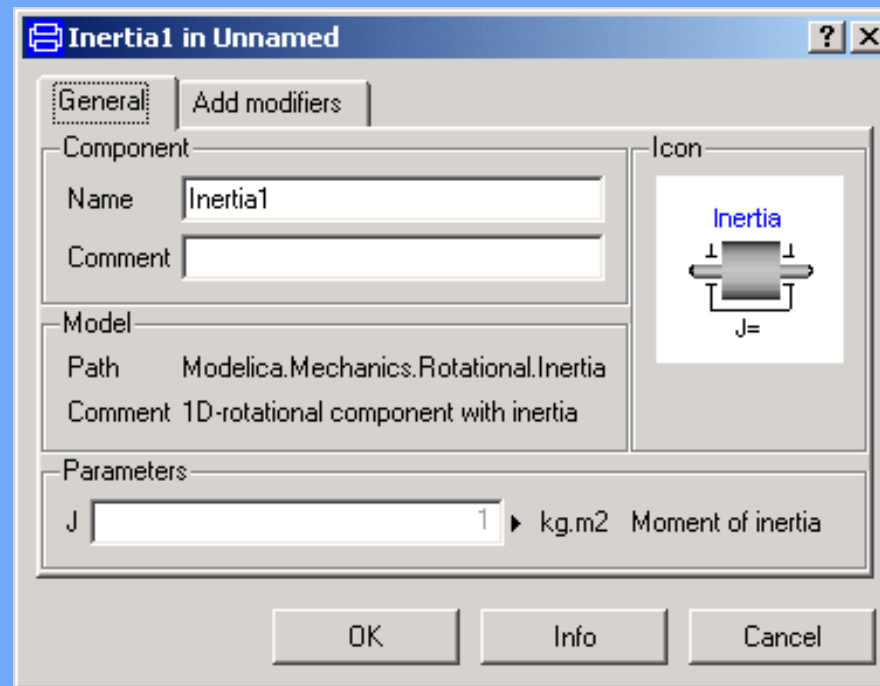 Inertia1 in Unnamed
General
Add modifiers
Component
Name Inertia1
Comment
Icon
Inertia
J=
Model
Path Modelica.Mechanics.Rotational.Inertia
Comment 1D-rotational component with inertia
Parameters
J 1 kg.m2 Moment of inertia
OK Info Cancel